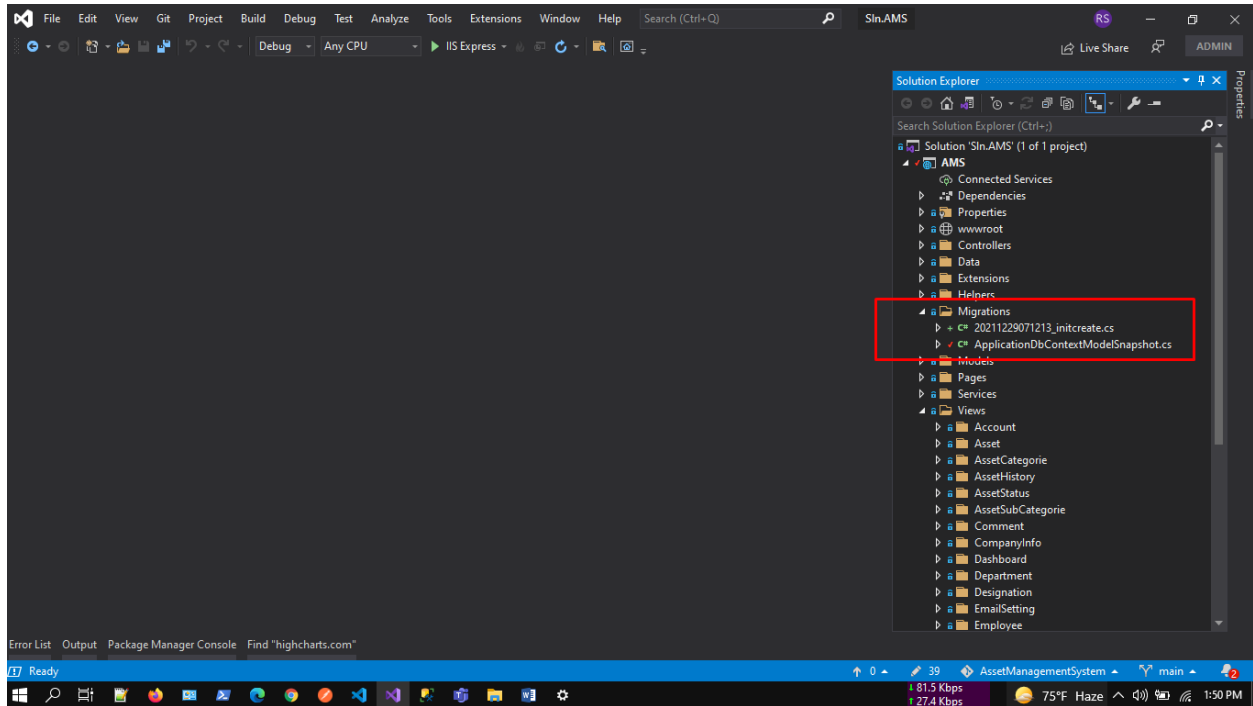 File Edit View Git Project Build Debug Test Analyze Tools Extensions Window Help Search (Ctrl+Q) Sln.AMS RS
Debug Any CPU IIS Express Live Share ADMIN
Solution Explorer
Properties
Search Solution Explorer (Ctrl+;)
Solution 'Sln.AMS' (1 of 1 project)
AMS
Connected Services
Dependencies
Properties
wwwroot
Controllers
Data
Extensions
Helpers
Migrations
C# 20211229071213_initcreate.cs
C# ApplicationDbContextModelSnapshot.cs
Models
Pages
Services
Views
Account
Asset
AssetCategorie
AssetHistory
AssetStatus
AssetSubCategorie
Comment
CompanyInfo
Dashboard
Department
Designation
EmailSetting
Employee
Error List Output Package Manager Console Find "highcharts.com"
Ready 0 39 AssetManagementSystem main 2
81.5 Kbps
27.4 Kbps
75°F Haze 1:50 PM